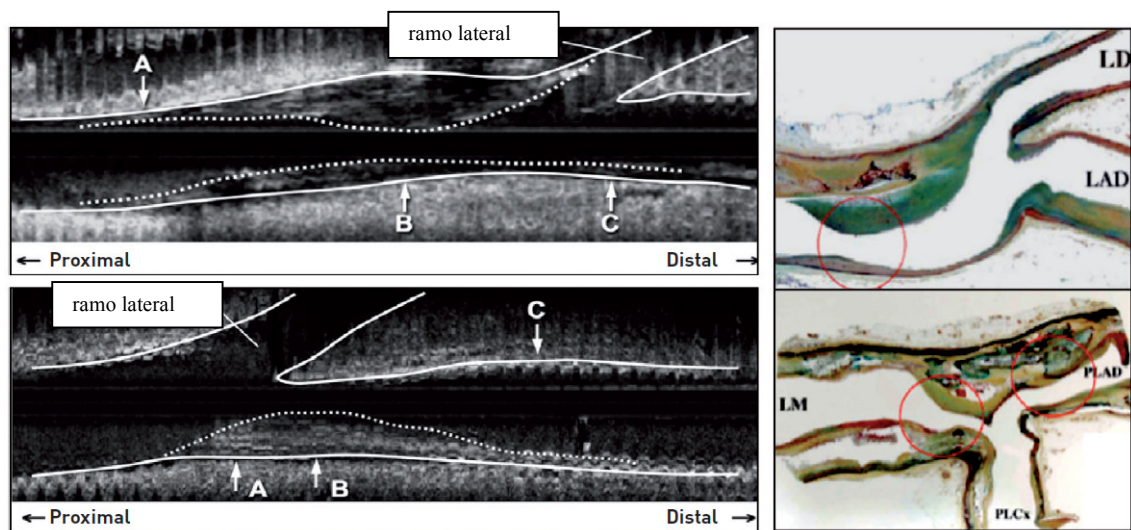 ramo lateral
A
B
C
← Proximal
Distal →
LD
LAD
ramo lateral
C
A
B
← Proximal
Distal →
LM
PLAD
PLCx